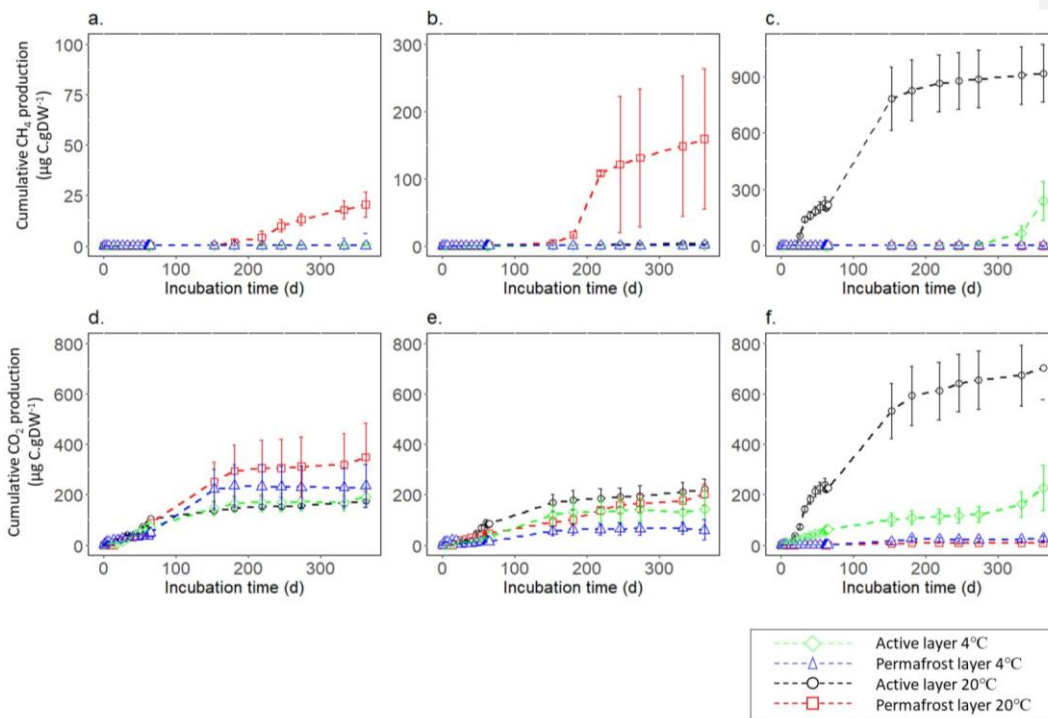 a.
b.
c.
Cumulative CH₄ production
(µg C.gDW⁻¹)
100
75
50
25
0
300
200
100
0
900
600
300
0
0 100 200 300
0 100 200 300
0 100 200 300
Incubation time (d)
Incubation time (d)
Incubation time (d)
d.
e.
f.
Cumulative CO₂ production
(µg C.gDW⁻¹)
800
600
400
200
0
800
600
400
200
0
800
600
400
200
0
0 100 200 300
0 100 200 300
0 100 200 300
Incubation time (d)
Incubation time (d)
Incubation time (d)
Active layer 4°C
Permafrost layer 4°C
Active layer 20°C
Permafrost layer 20°C